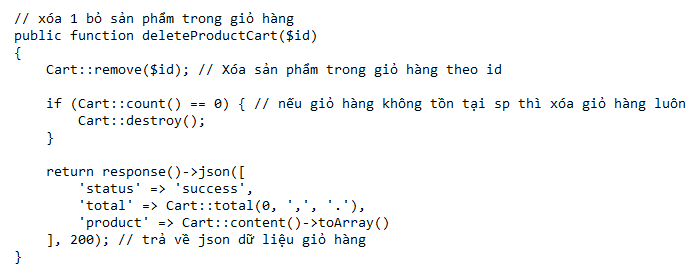 // xóa 1 bỏ sản phẩm trong giỏ hàng
public function deleteProductCart($id)
{
    Cart::remove($id); // Xóa sản phẩm trong giỏ hàng theo id

    if (Cart::count() == 0) { // nếu giỏ hàng không tồn tại sp thì xóa giỏ hàng luôn
        Cart::destroy();
    }

    return response()->json([
        'status' => 'success',
        'total' => Cart::total(0, ',', '.'),
        'product' => Cart::content()->toArray()
    ], 200); // trả về json dữ liệu giỏ hàng
}